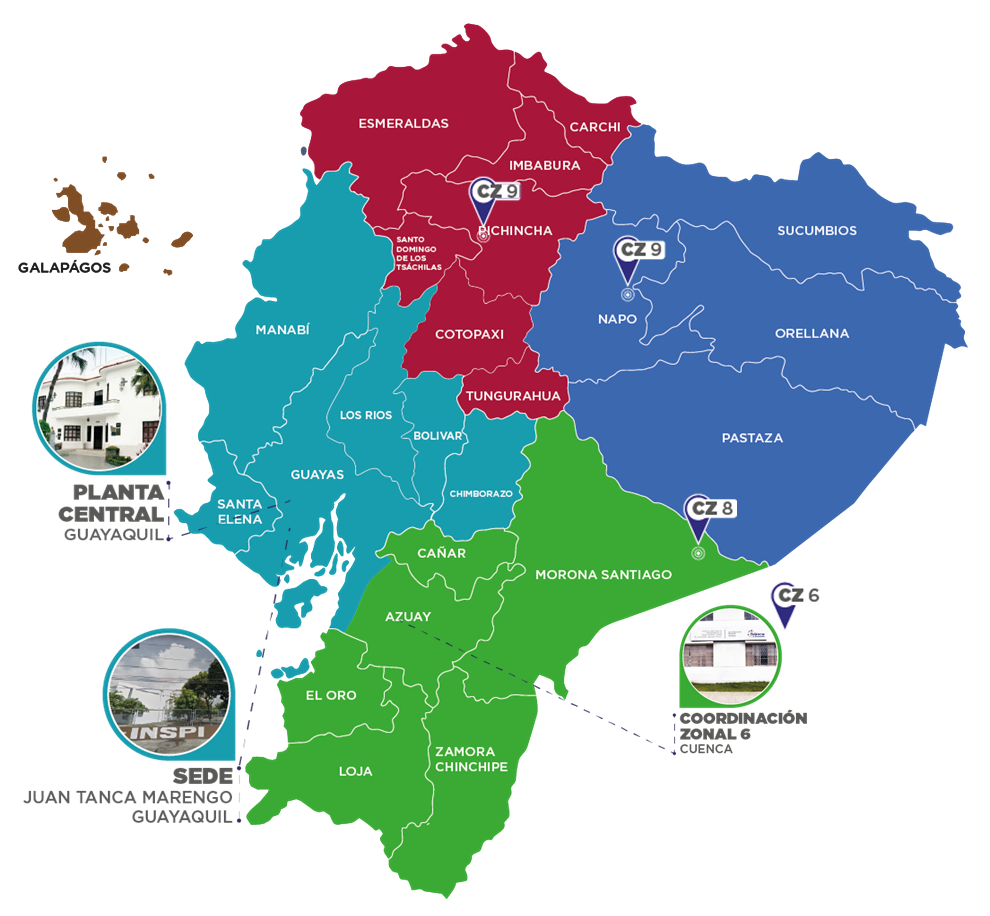 ESMERALDAS
CARCHI
IMBABURA
CZ 9
PICHINCHA
SUCUMBIOS
SANTO
DOMINGO
DE LOS
TSÁCHILAS
CZ 9
GALAPÁGOS
NAPO
ORELLANA
MANABÍ
COTOPAXI
TUNGURAHUA
LOS RIOS
BOLIVAR
PASTAZA
GUAYAS
CHIMBORAZO
PLANTA
CENTRAL
GUAYAQUIL
SANTA
ELENA
CZ 8
CAÑAR
MORONA SANTIAGO
CZ 6
AZUAY
EL ORO
INSPI
COORDINACIÓN
ZONAL 6
CUENCA
ZAMORA
CHINCHIPE
LOJA
SEDE
JUAN TANCA MARENGO
GUAYAQUIL